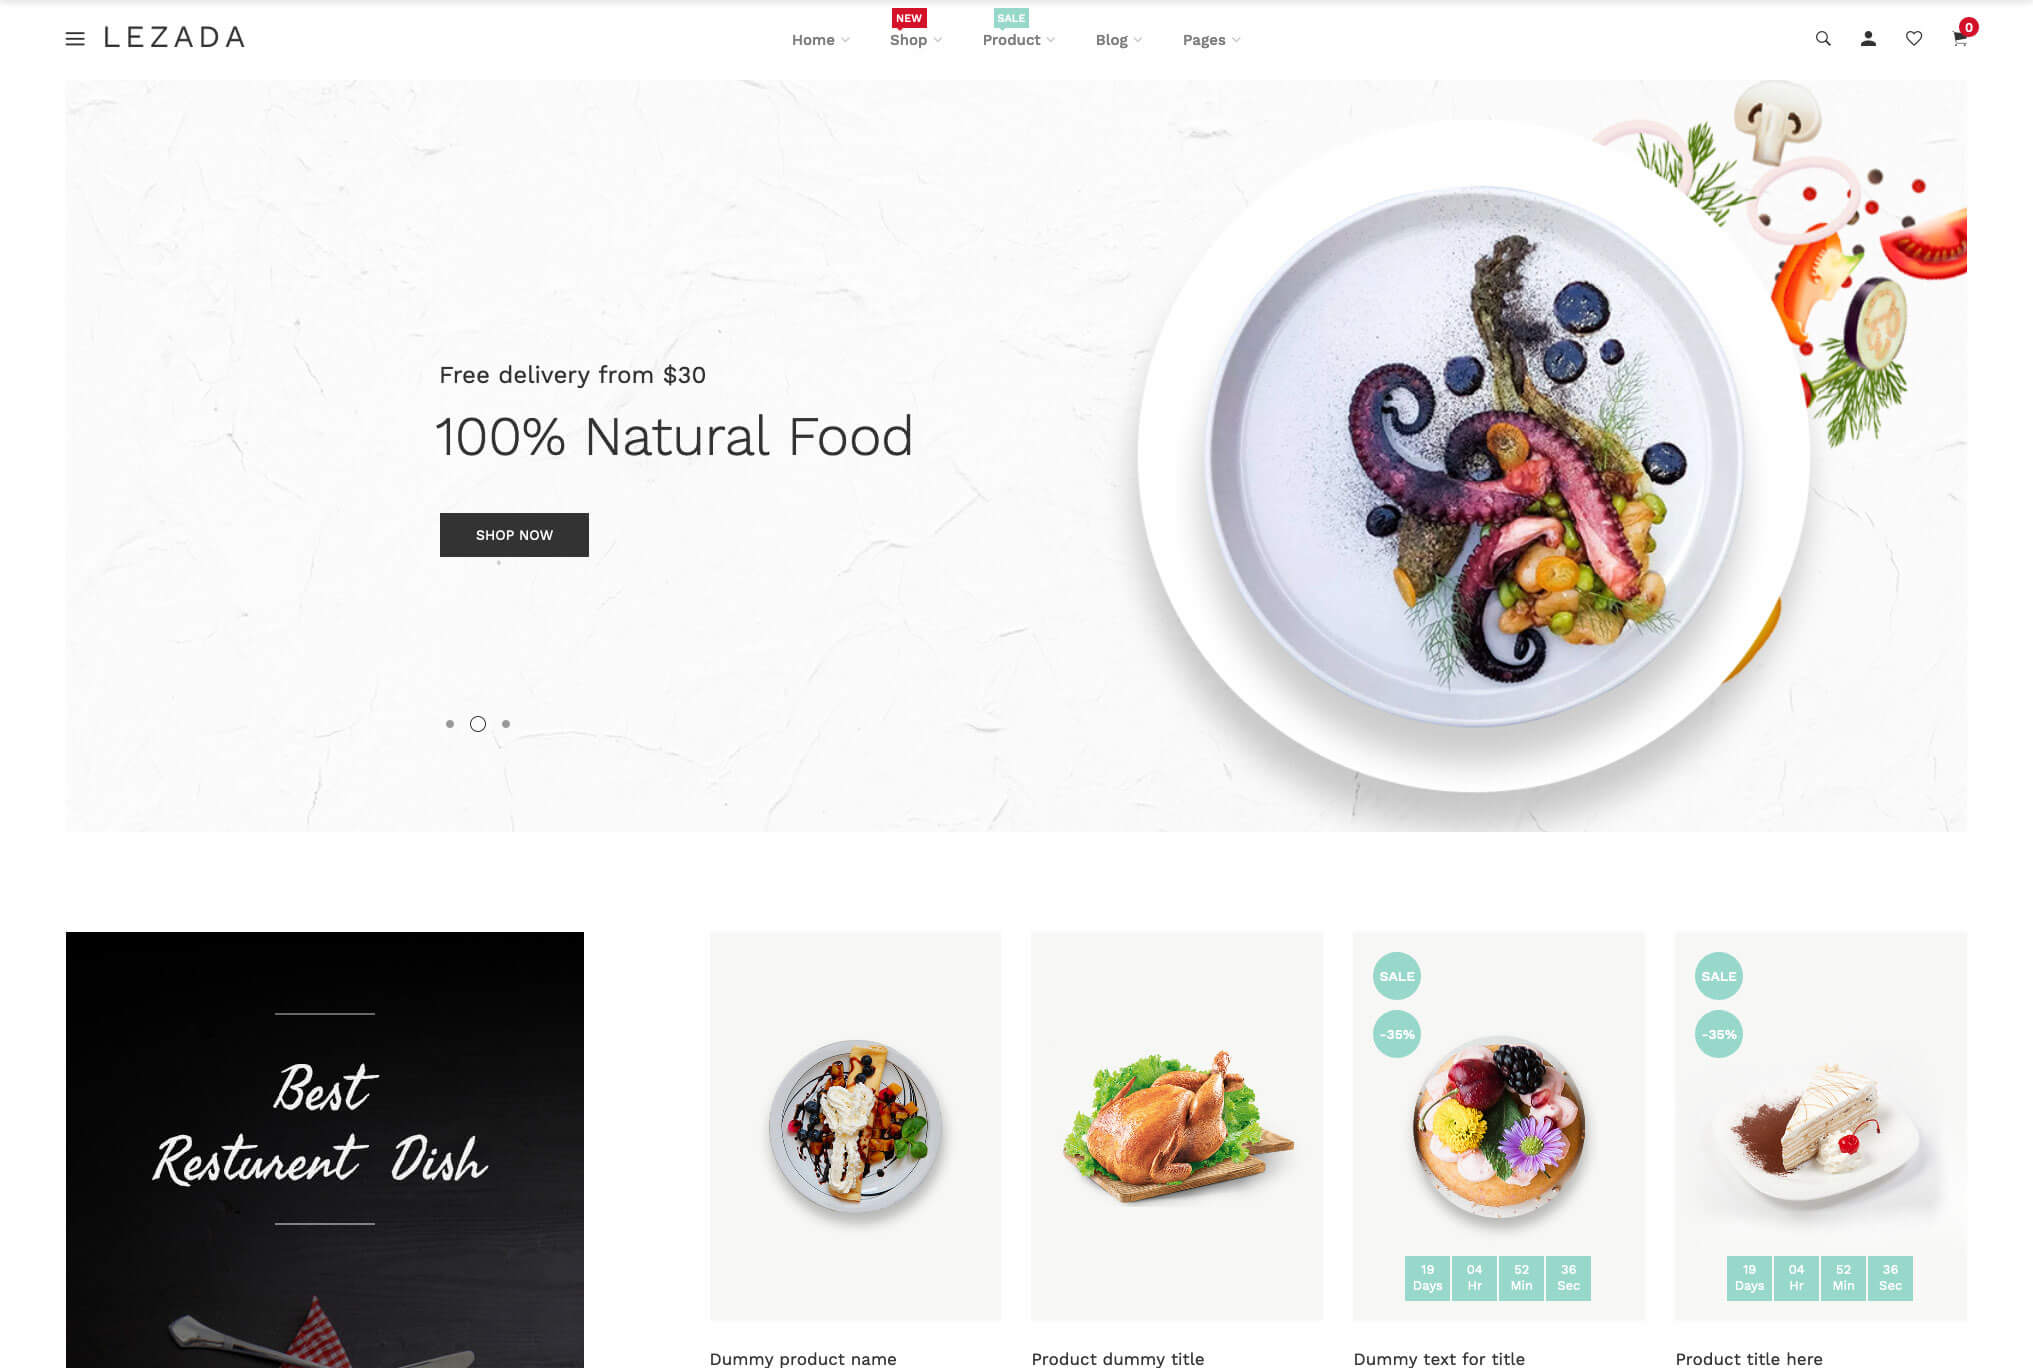 LEZADA
Home
NEW
Shop
SALE
Product
Blog
Pages
0
Free delivery from $30
100% Natural Food
SHOP NOW
Best
Resturent Dish
SALE
-35%
SALE
-35%
19 04 52 36
Days Hr Min Sec
19 04 52 36
Days Hr Min Sec
Dummy product name
Product dummy title
Dummy text for title
Product title here